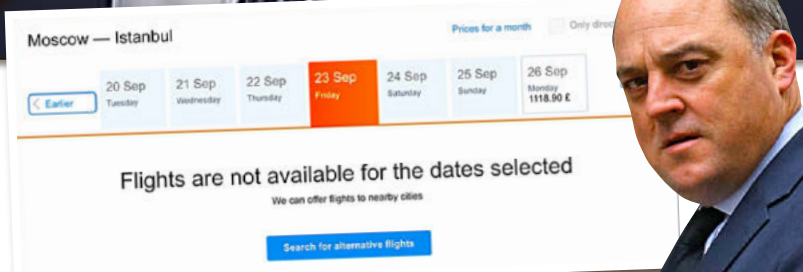 Moscow — Istanbul
Prices for a month
Only direc
< Earlier
20 Sep
Tuesday
21 Sep
Wednesday
22 Sep
Thursday
23 Sep
Friday
24 Sep
Saturday
25 Sep
Sunday
26 Sep
Monday
1118.90 £
Flights are not available for the dates selected
We can offer flights to nearby cities
Search for alternative flights